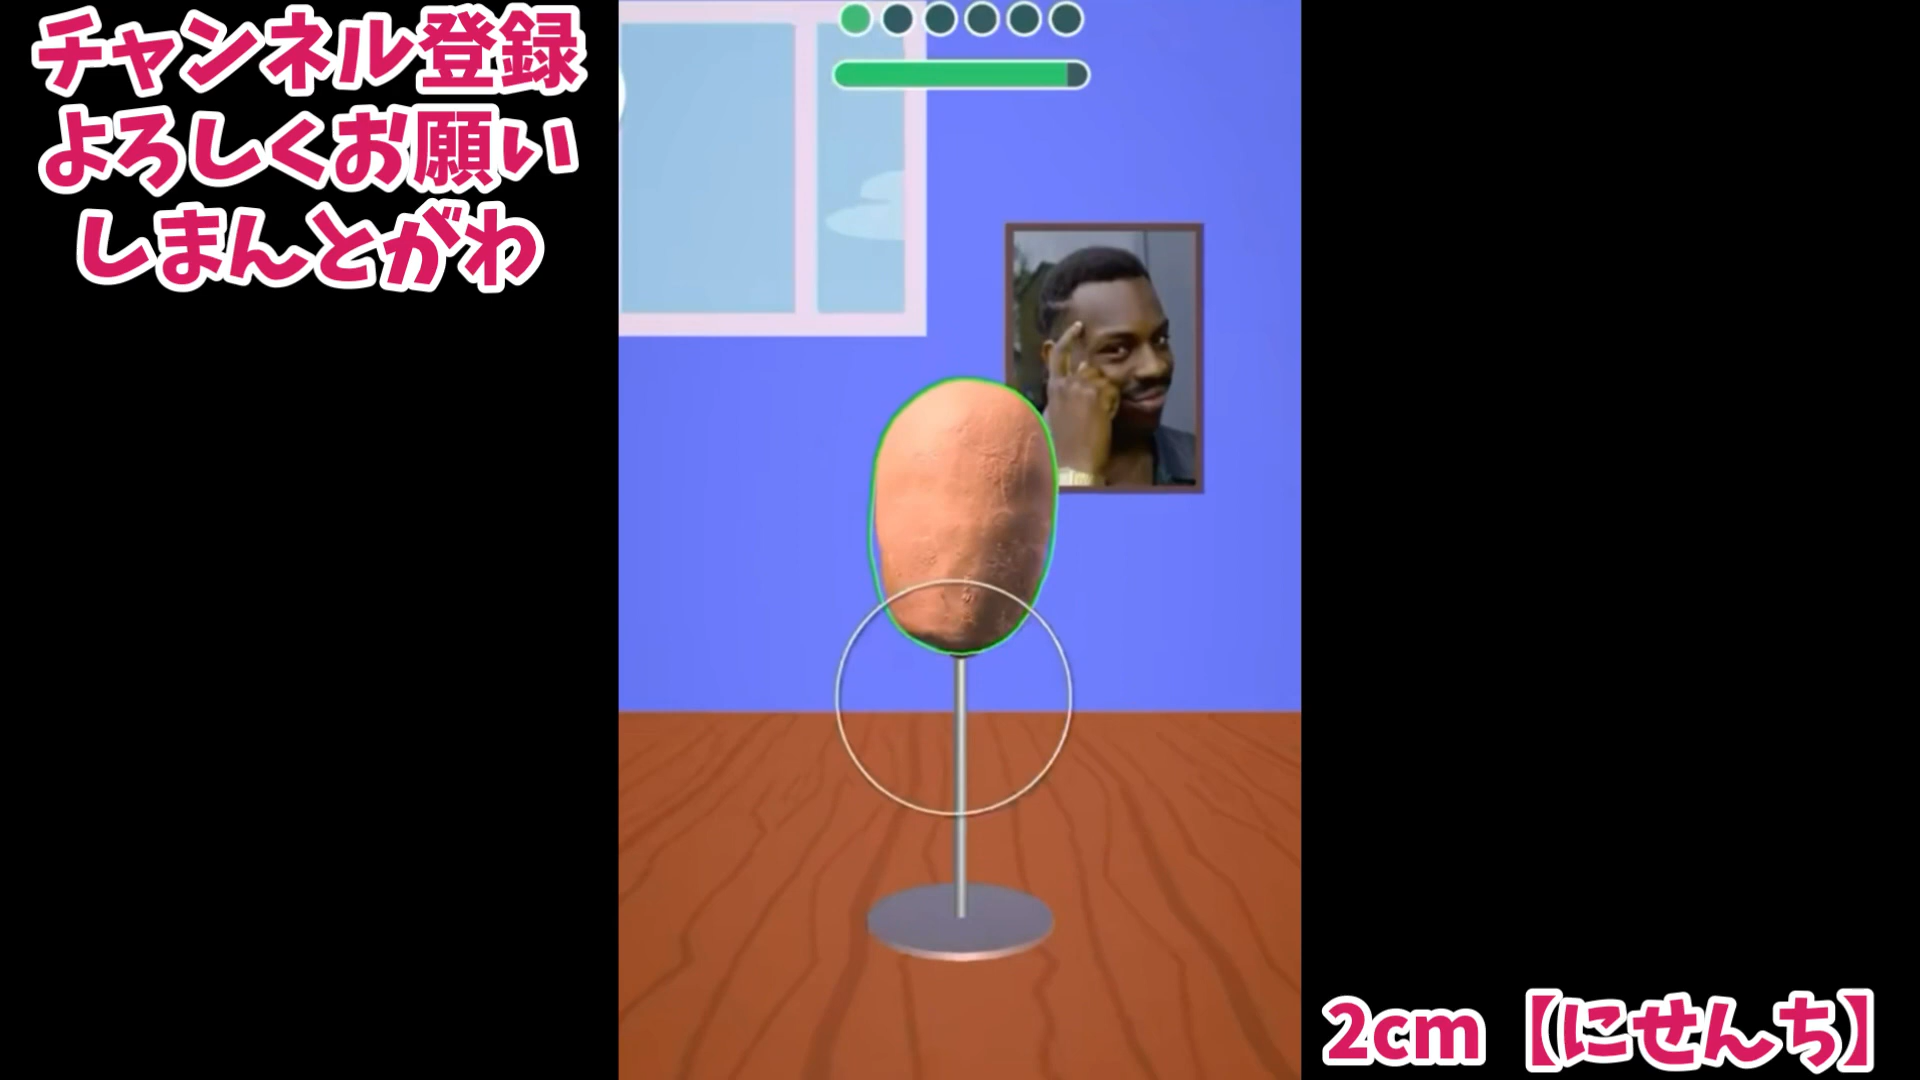 チャンネル登録
よろしくお願い
しまんとがわ
2cm【にせんち】